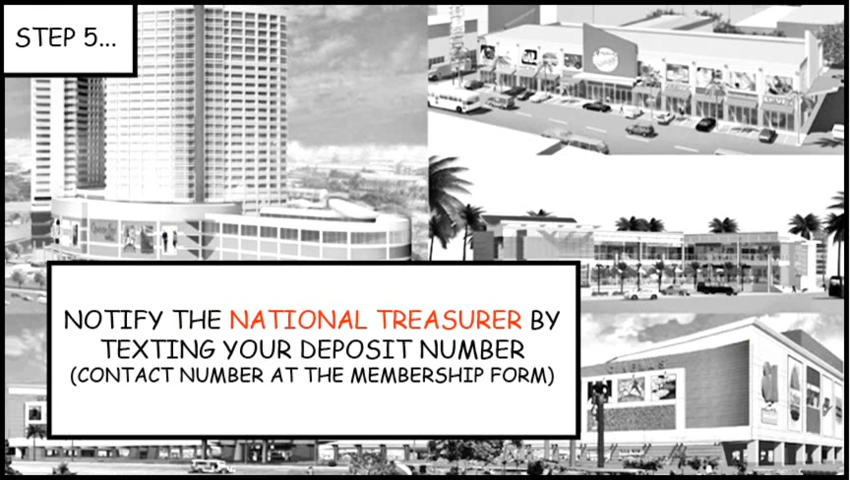 STEP 5...
NOTIFY THE NATIONAL TREASURER BY
TEXTING YOUR DEPOSIT NUMBER
(CONTACT NUMBER AT THE MEMBERSHIP FORM)